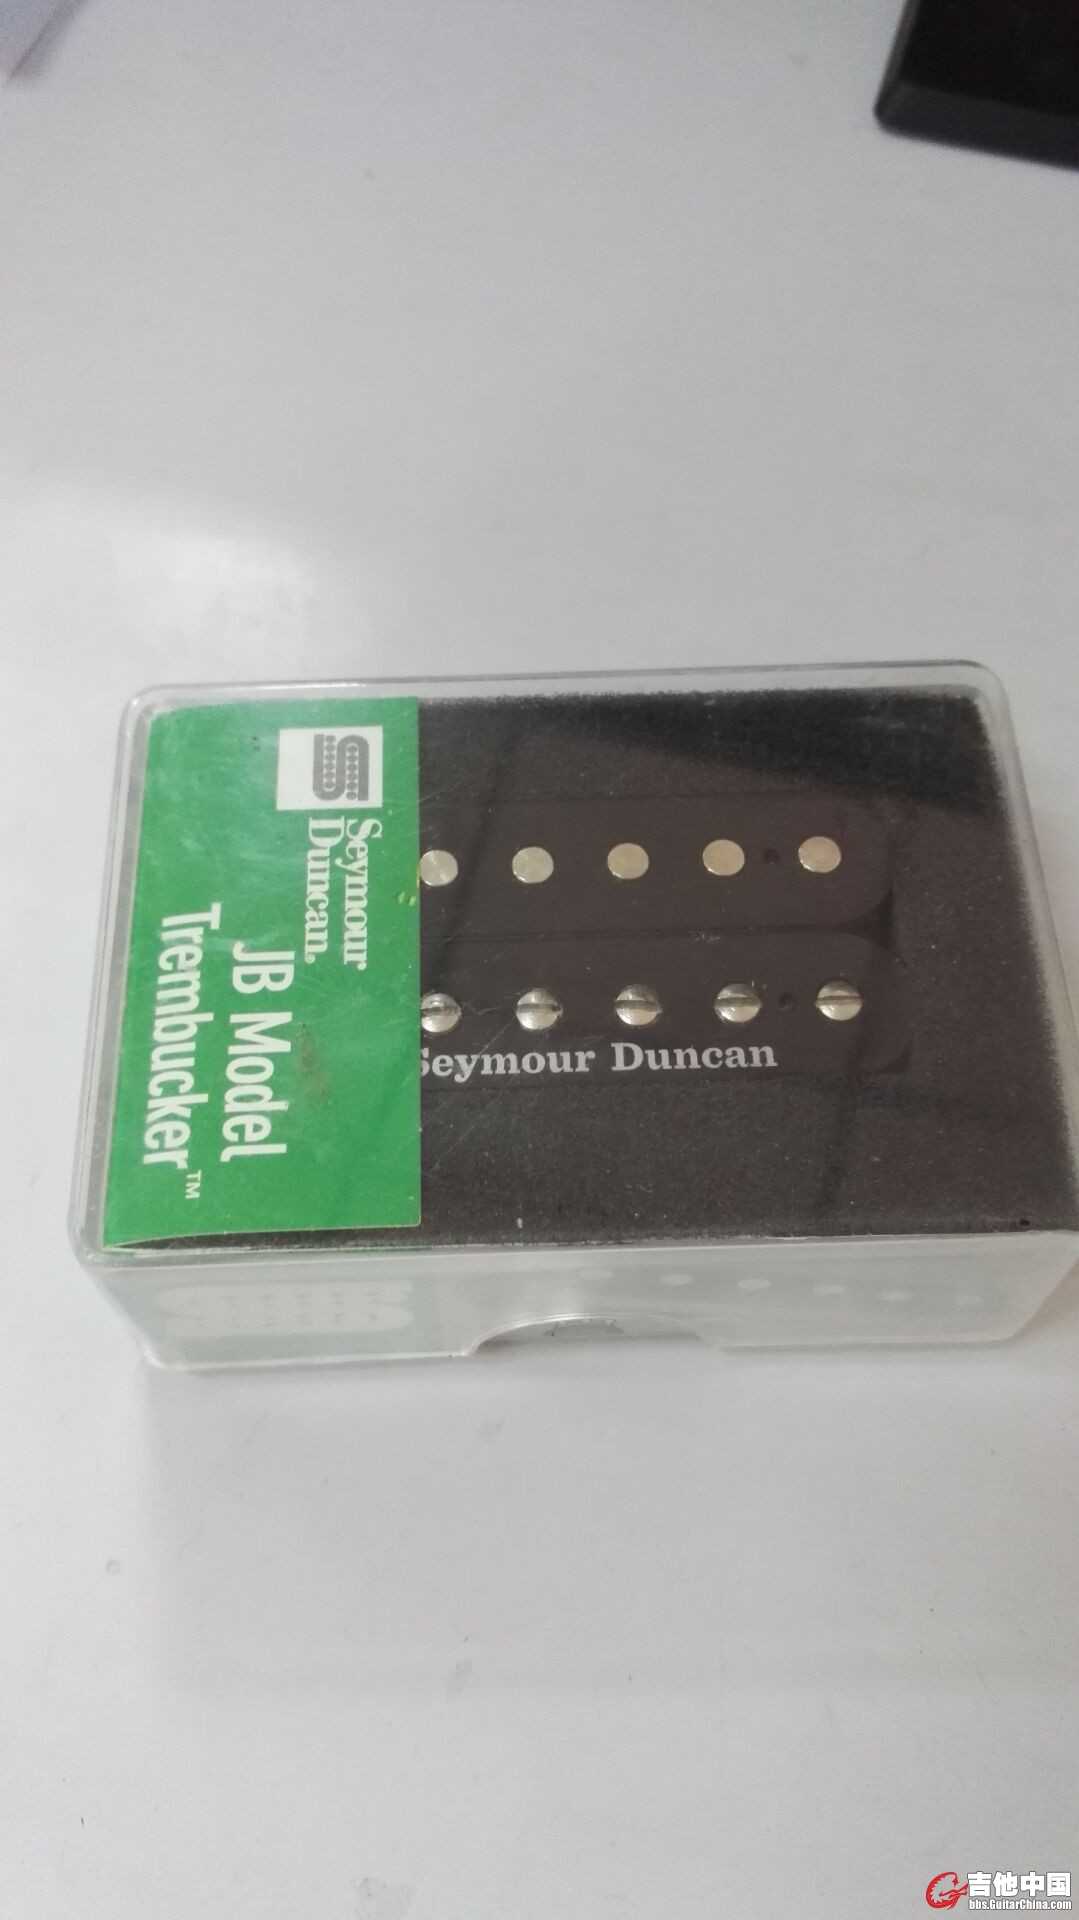 Seymour
Duncan®
JB Model
Trembucker™
Seymour Duncan
吉他中国
bbs.GuitarChina.com